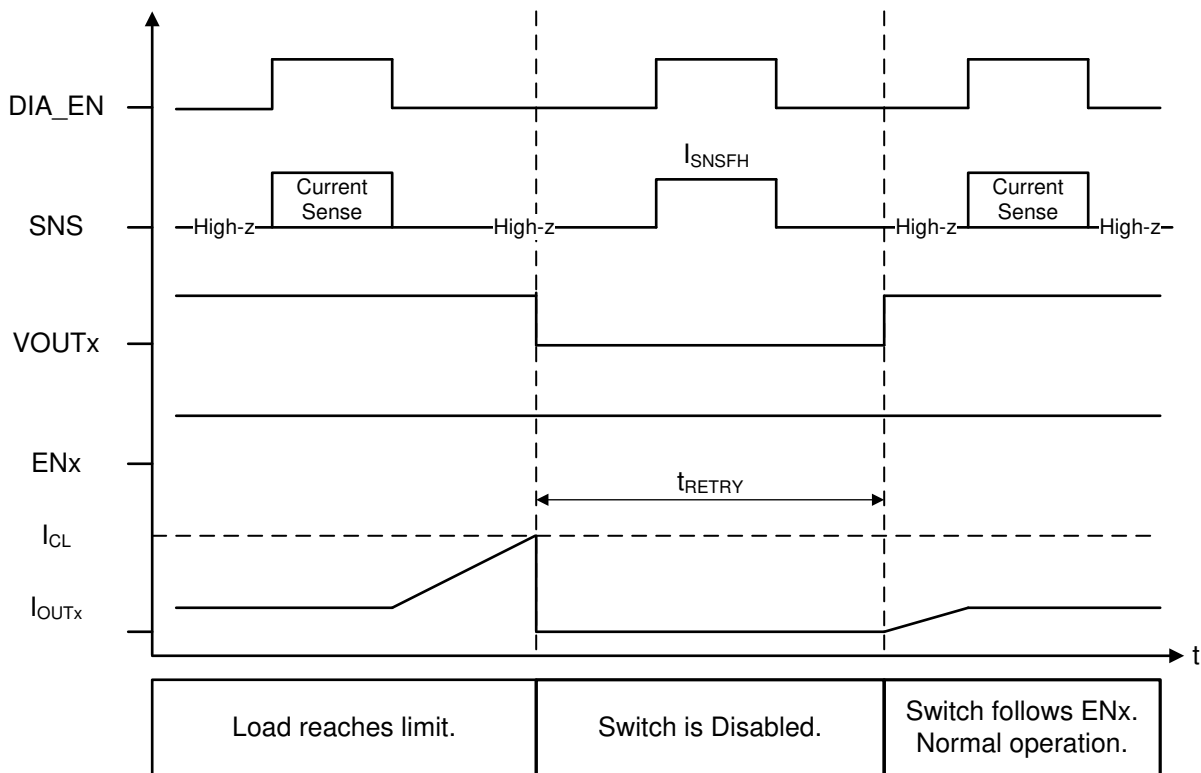 DIA_EN
ISNSFH
SNS
High-z
Current
Sense
High-z
High-z
Current
Sense
High-z
VOUTx
ENx
tRETRY
ICL
IOUTx
t
Load reaches limit.
Switch is Disabled.
Switch follows ENx.
Normal operation.